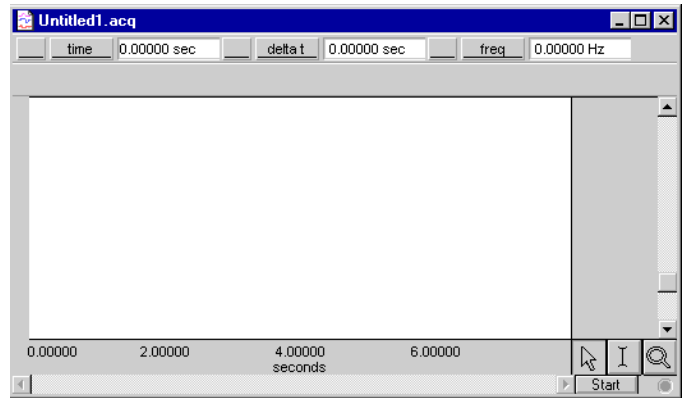 Untitled1.acq
time 0.00000 sec delta t 0.00000 sec freq 0.00000 Hz
0.00000 2.00000 4.00000 6.00000
seconds
Start